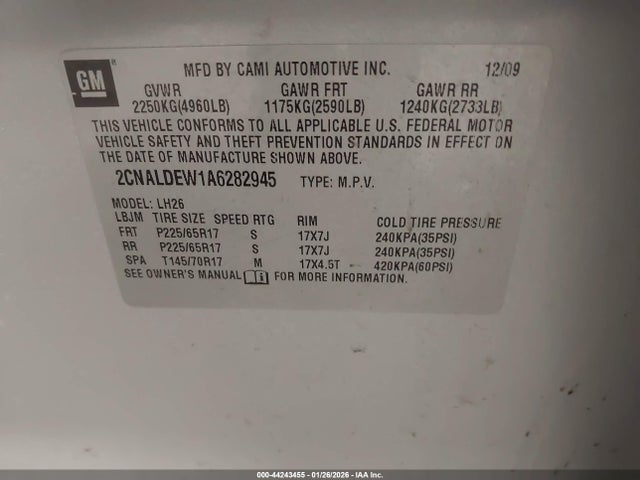 GM
MFD BY CAMI AUTOMOTIVE INC. 12/09
GVWR GAWR FRT GAWR RR
2250KG(4960LB) 1175KG(2590LB) 1240KG(2733LB)
THIS VEHICLE CONFORMS TO ALL APPLICABLE U.S. FEDERAL MOTOR
VEHICLE SAFETY AND THEFT PREVENTION STANDARDS IN EFFECT ON
THE DATE OF MANUFACTURE SHOWN ABOVE.
2CNALDEW1A6282945 TYPE: M.P.V.
MODEL: LH26
LBJM TIRE SIZE SPEED RTG RIM COLD TIRE PRESSURE
FRT P225/65R17 S 17X7J 240KPA(35PSI)
RR P225/65R17 S 17X7J 240KPA(35PSI)
SPA T145/70R17 M 17X4.5T 420KPA(60PSI)
SEE OWNER'S MANUAL FOR MORE INFORMATION.
000-44243455 - 01/26/2026 - IAA Inc.